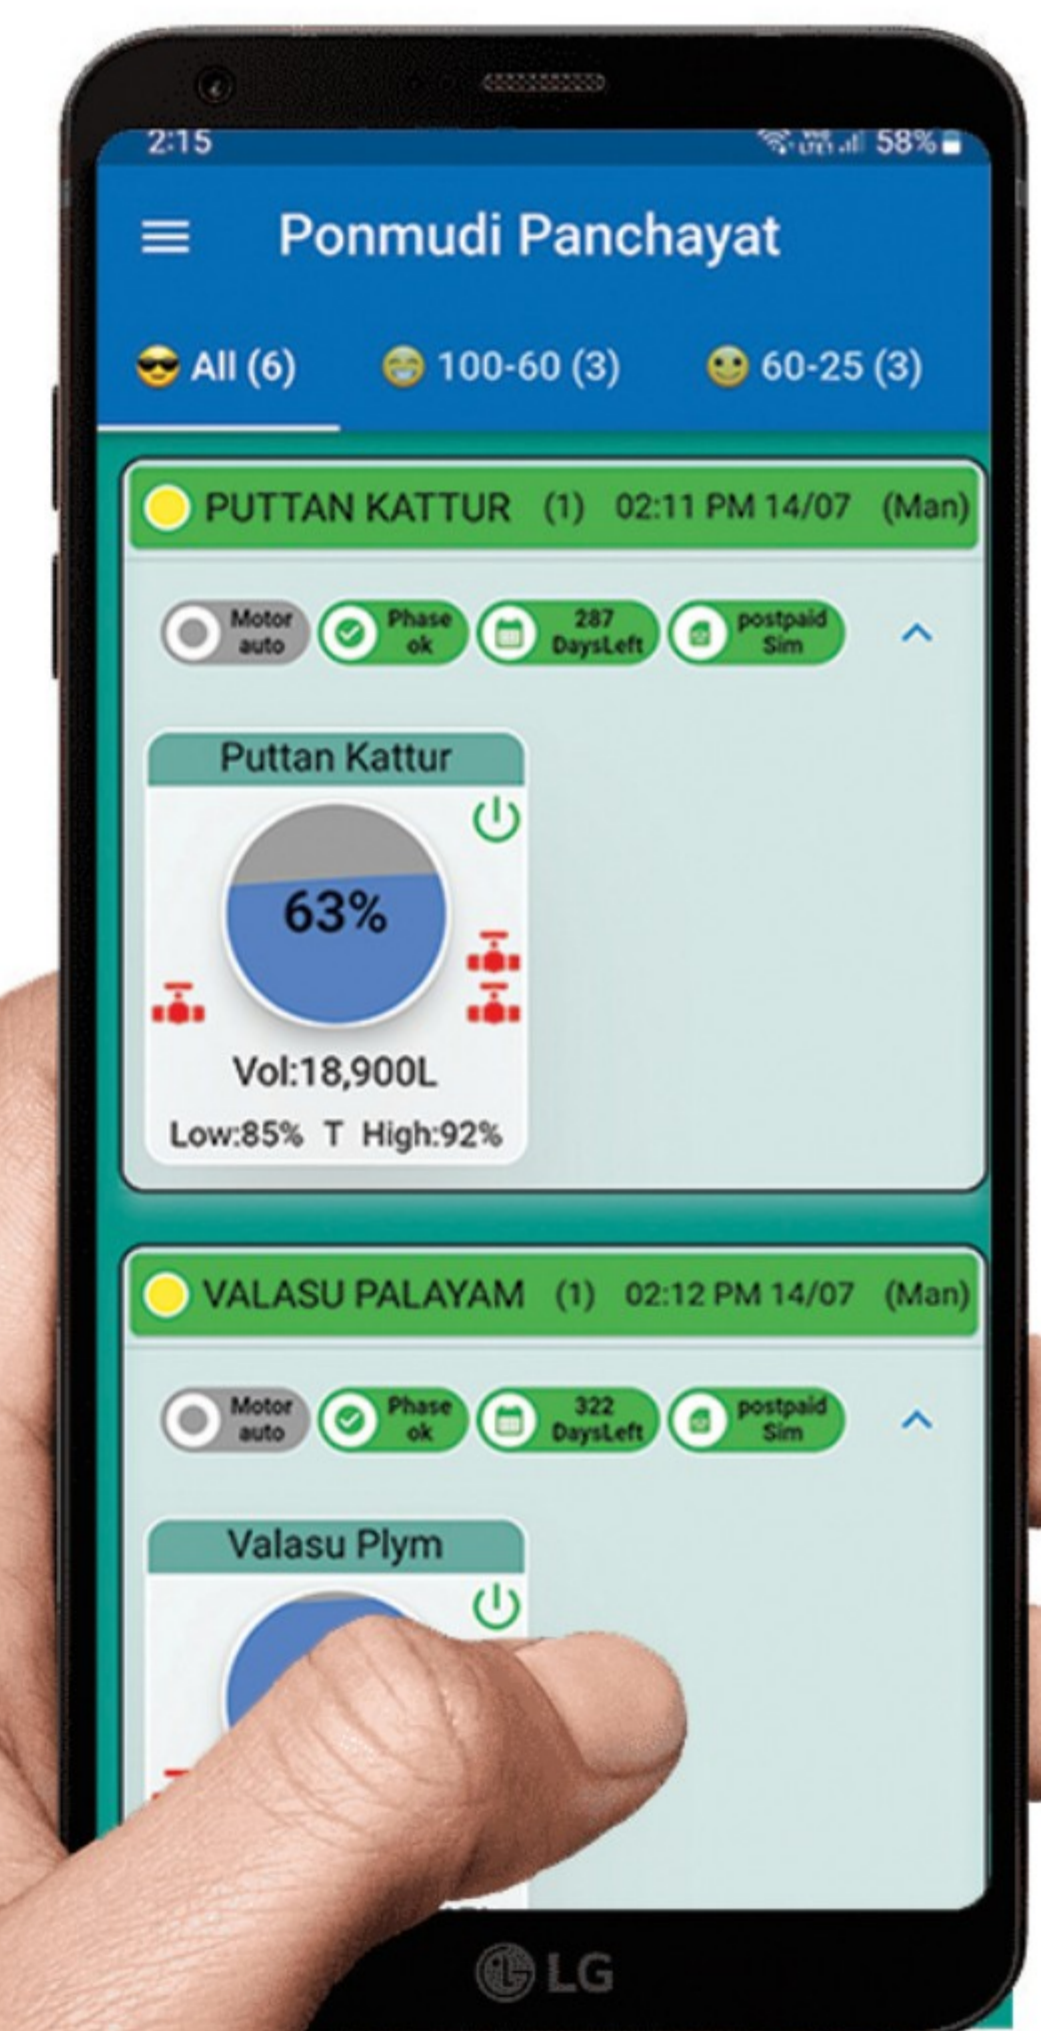 2:15 58%
Ponmudi Panchayat
All (6) 100-60 (3) 60-25 (3)
PUTTAN KATTUR (1) 02:11 PM 14/07 (Man)
Motor auto Phase ok 287 DaysLeft postpaid Sim
Puttan Kattur
63%
Vol:18,900L
Low:85% T High:92%
VALASU PALAYAM (1) 02:12 PM 14/07 (Man)
Motor auto Phase ok 322 DaysLeft postpaid Sim
Valasu Plym
LG